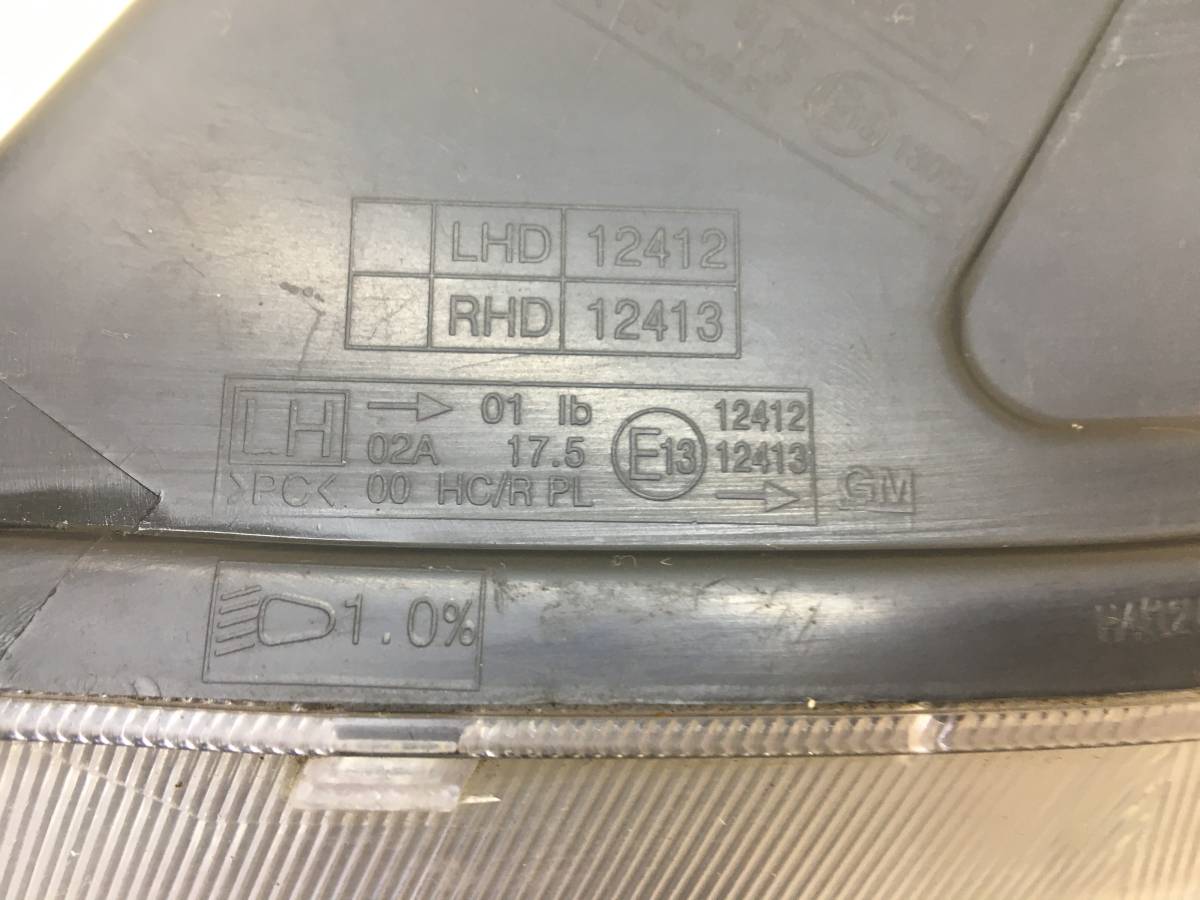 LHD 12412
RHD 12413
LH → 01 Ib E13 12412
02A 17.5 12413
>PC< 00 HC/R PL →
GM
1.0%